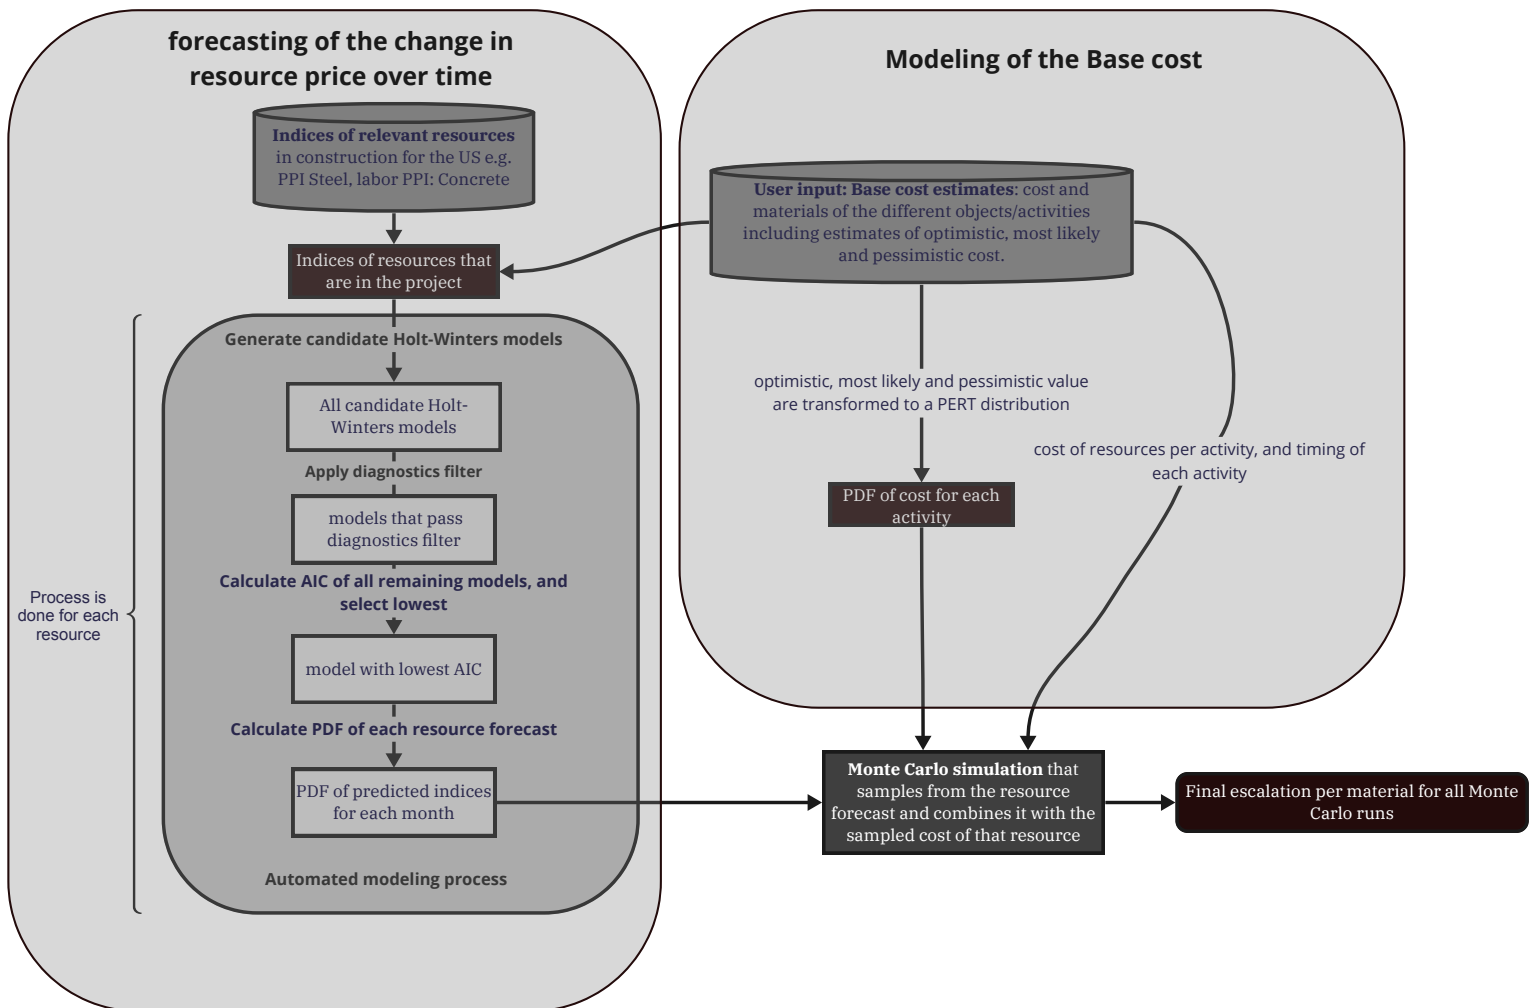 forecasting of the change in
resource price over time
Indices of relevant resources
in construction for the US e.g.
PPI Steel, labor PPI: Concrete
Indices of resources that
are in the project
Generate candidate Holt-Winters models
All candidate Holt-
Winters models
Apply diagnostics filter
models that pass
diagnostics filter
Calculate AIC of all remaining models, and
select lowest
Process is
done for each
resource
model with lowest AIC
Calculate PDF of each resource forecast
PDF of predicted indices
for each month
Automated modeling process
Modeling of the Base cost
User input: Base cost estimates: cost and
materials of the different objects/activities
including estimates of optimistic, most likely
and pessimistic cost.
optimistic, most likely and pessimistic value
are transformed to a PERT distribution
cost of resources per activity, and timing of
each activity
PDF of cost for each
activity
Monte Carlo simulation that
samples from the resource
forecast and combines it with the
sampled cost of that resource
Final escalation per material for all Monte
Carlo runs